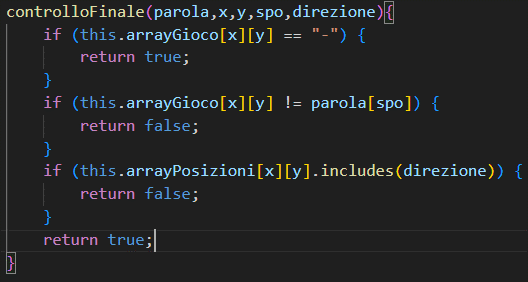 controlloFinale(parola,x,y,spo,direzione){
    if (this.arrayGioco[x][y] == "-") {
        return true;
    }
    if (this.arrayGioco[x][y] != parola[spo]) {
        return false;
    }
    if (this.arrayPosizioni[x][y].includes(direzione)) {
        return false;
    }
    return true;
}